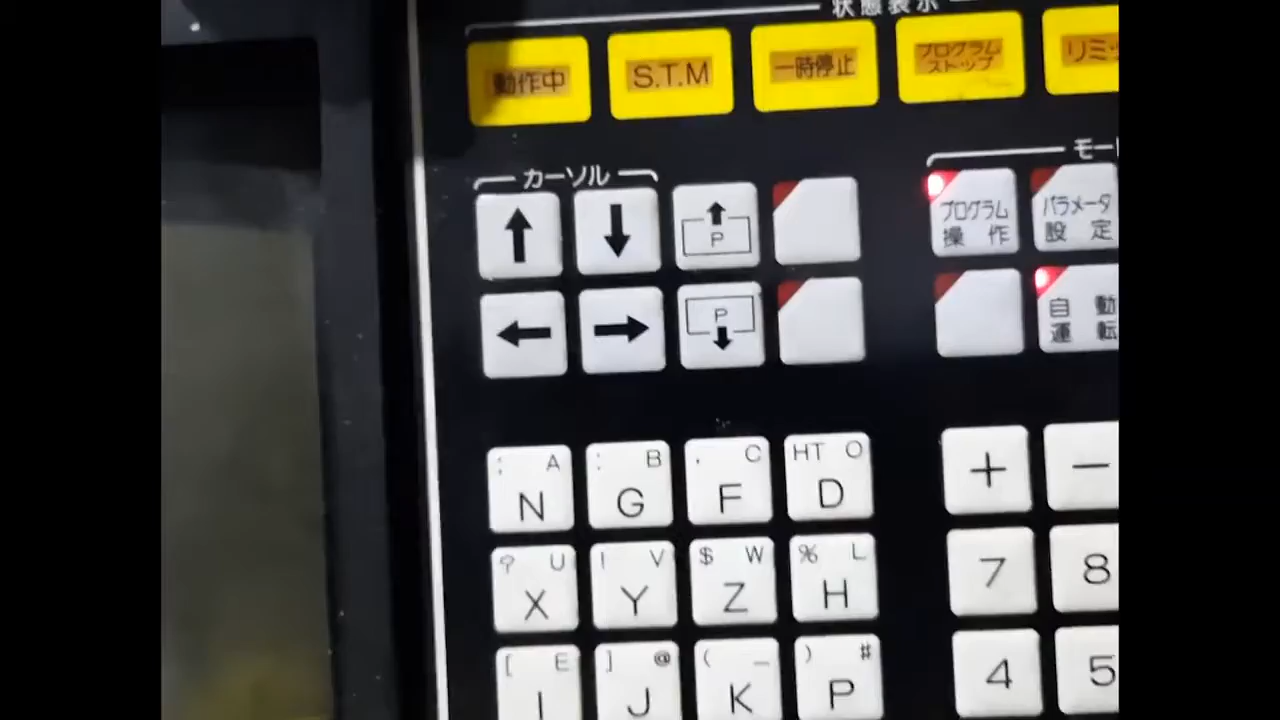 状態表示
動作中
S.T.M
一時停止
プログラム
ストップ
リミッ
カーソル
P
P
モー
プログラム
操作
パラメータ
設定
自動
運転
; A
N
: B
G
, C
F
HT O
D
+
−
? U
X
! V
Y
$ W
Z
% L
H
7
8
[ E
I
] @
J
( _
K
) #
P
4
5